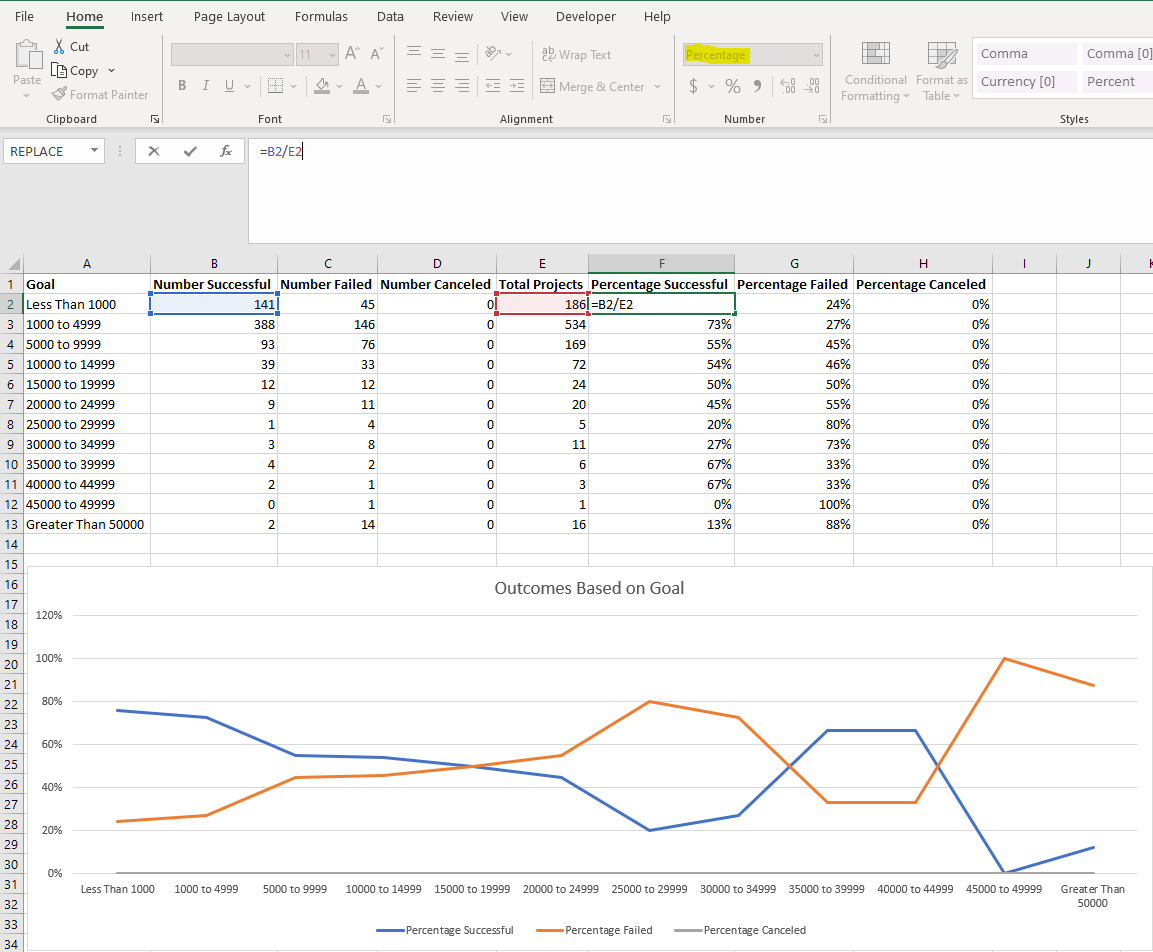 File Home Insert Page Layout Formulas Data Review View Developer Help
Cut
Copy
Format Painter
Paste
Clipboard
11 A A
B I U A
Font
ab Wrap Text
Merge & Center
Alignment
Percentage
$ % 9 .00 .00
Number
Conditional Formatting
Format as Table
Comma Comma [0]
Currency [0] Percent
Styles
REPLACE fx =B2/E2
A B C D E F G H I J K
1 Goal Number Successful Number Failed Number Canceled Total Projects Percentage Successful Percentage Failed Percentage Canceled
2 Less Than 1000 141 45 0 186 =B2/E2 24% 0%
3 1000 to 4999 388 146 0 534 73% 27% 0%
4 5000 to 9999 93 76 0 169 55% 45% 0%
5 10000 to 14999 39 33 0 72 54% 46% 0%
6 15000 to 19999 12 12 0 24 50% 50% 0%
7 20000 to 24999 9 11 0 20 45% 55% 0%
8 25000 to 29999 1 4 0 5 20% 80% 0%
9 30000 to 34999 3 8 0 11 27% 73% 0%
10 35000 to 39999 4 2 0 6 67% 33% 0%
11 40000 to 44999 2 1 0 3 67% 33% 0%
12 45000 to 49999 0 1 0 1 0% 100% 0%
13 Greater Than 50000 2 14 0 16 13% 88% 0%
14
15
16
17
18
19
20
21
22
23
24
25
26
27
28
29
30
31
32
33
34
Outcomes Based on Goal
120%
100%
80%
60%
40%
20%
0%
Less Than 1000 1000 to 4999 5000 to 9999 10000 to 14999 15000 to 19999 20000 to 24999 25000 to 29999 30000 to 34999 35000 to 39999 40000 to 44999 45000 to 49999 Greater Than
50000
Percentage Successful Percentage Failed Percentage Canceled